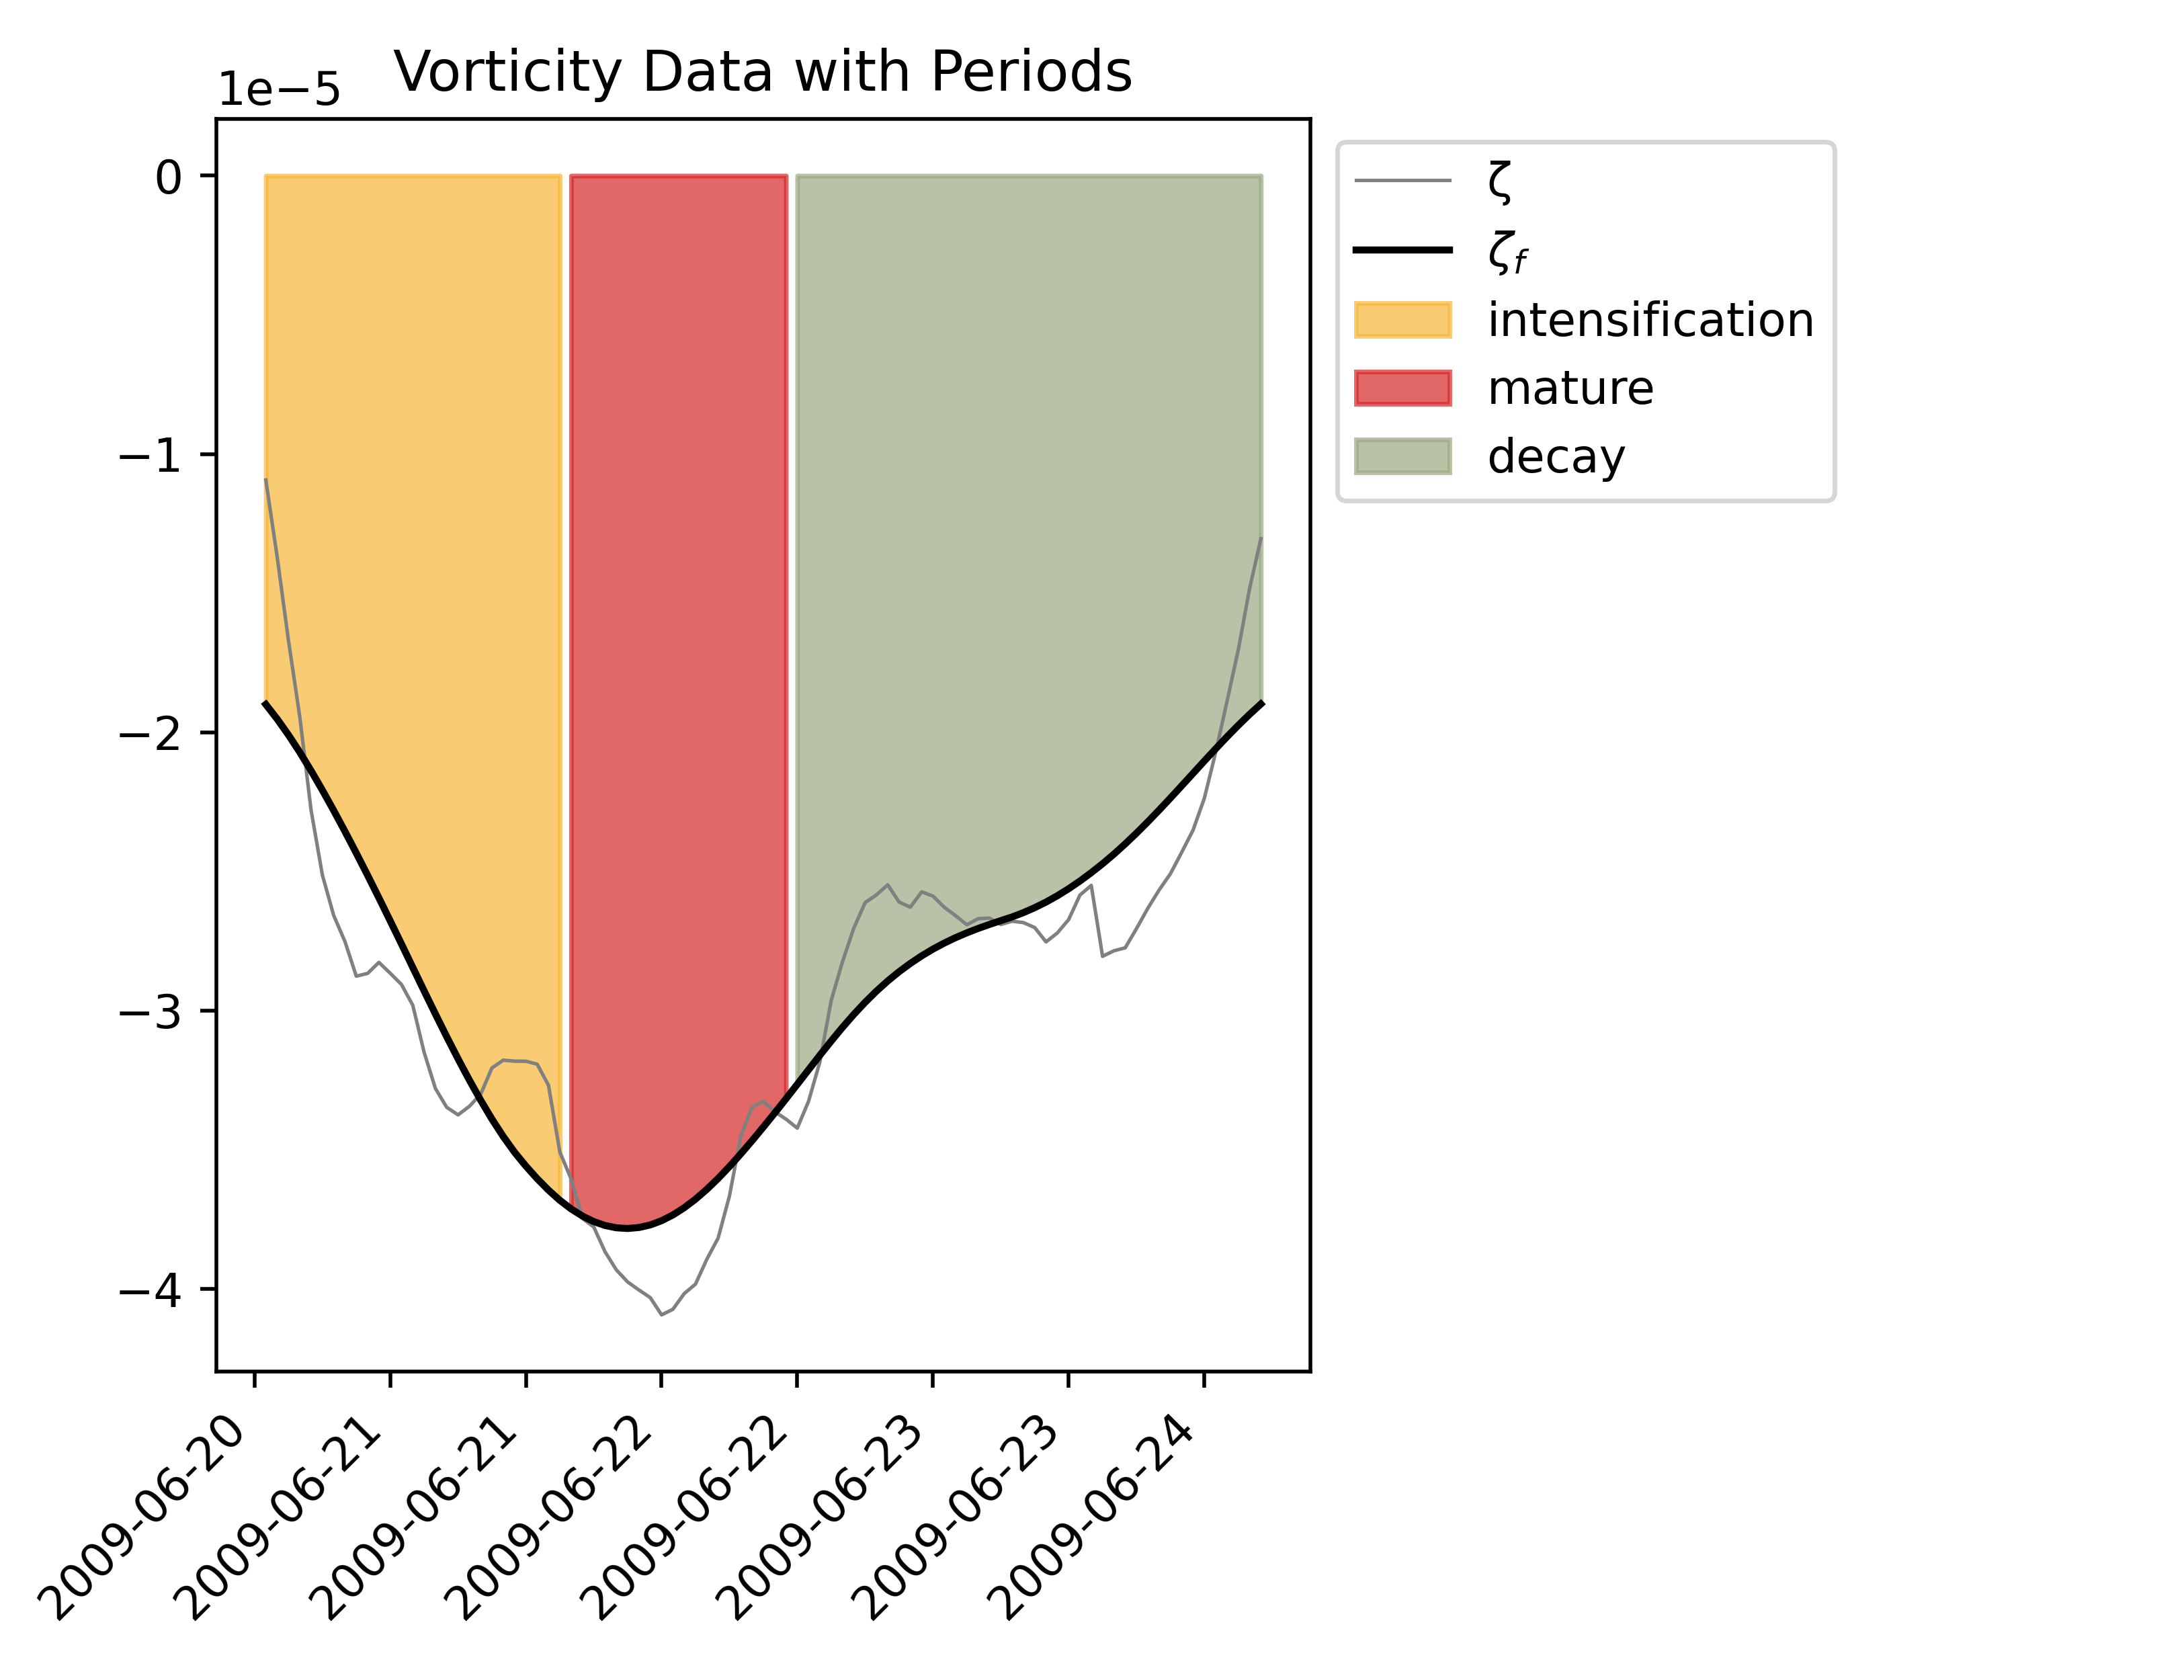 Vorticity Data with Periods
1e−5
0
−1
−2
−3
−4
2009-06-20
2009-06-21
2009-06-21
2009-06-22
2009-06-22
2009-06-23
2009-06-23
2009-06-24
ζ
ζf
intensification
mature
decay